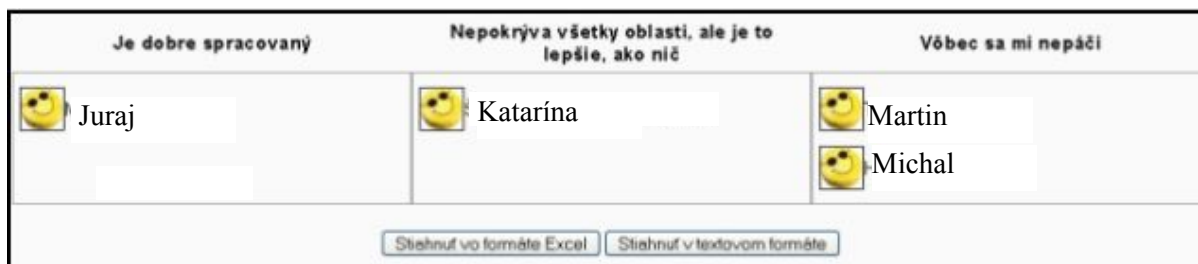 Je dobre spracovaný
Nepokrýva všetky oblasti, ale je to
lepšie, ako nič
Vôbec sa mi nepáči
Juraj
Katarína
Martin
Michal
Stiahnuť vo formáte Excel
Stiahnuť v textovom formáte